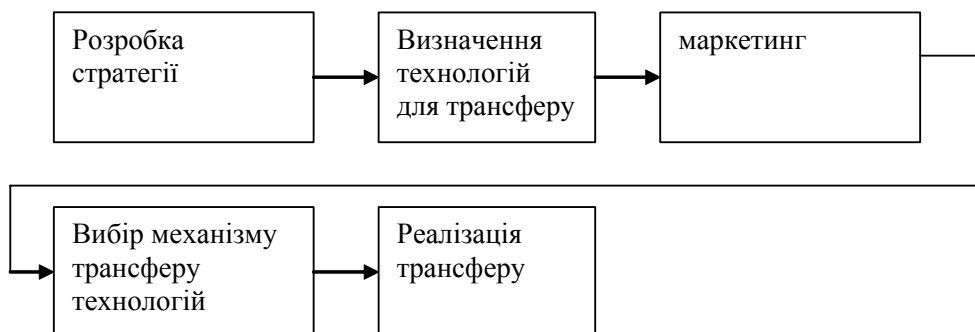 Розробка
стратегії
Визначення
технологій
для трансферу
маркетинг
Вибір механізму
трансферу
технологій
Реалізація
трансферу